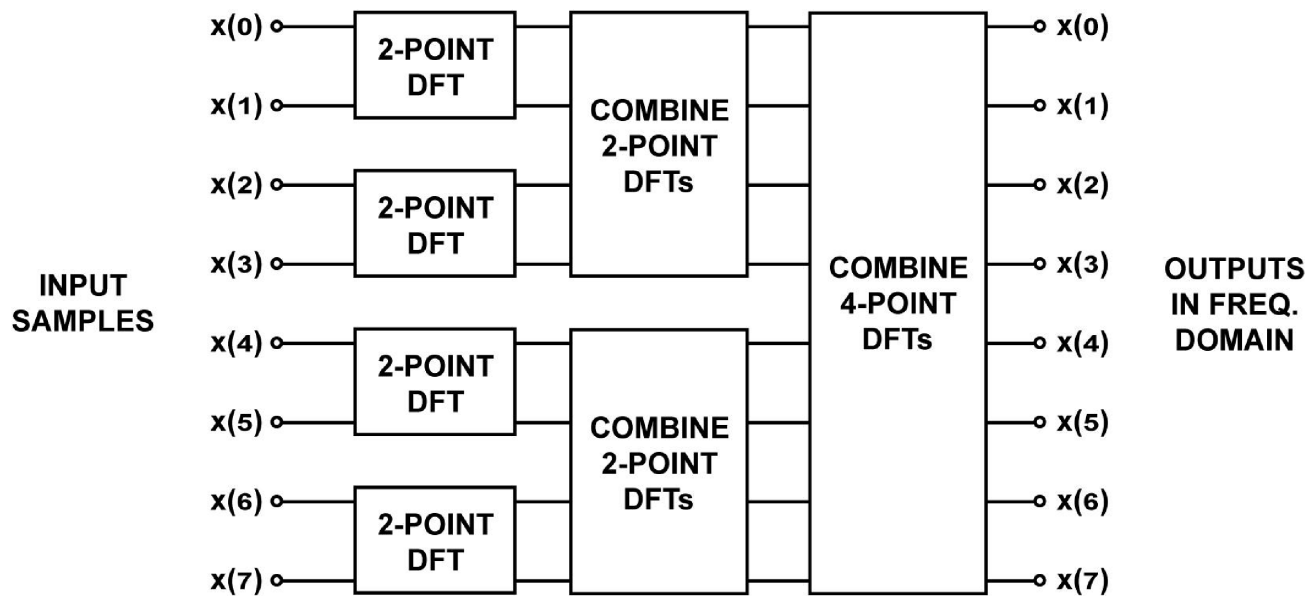 x(0)
x(1)
x(2)
x(3)
x(4)
x(5)
x(6)
x(7)
INPUT
SAMPLES
2-POINT
DFT
2-POINT
DFT
2-POINT
DFT
2-POINT
DFT
COMBINE
2-POINT
DFTs
COMBINE
2-POINT
DFTs
COMBINE
4-POINT
DFTs
x(0)
x(1)
x(2)
x(3)
x(4)
x(5)
x(6)
x(7)
OUTPUTS
IN FREQ.
DOMAIN